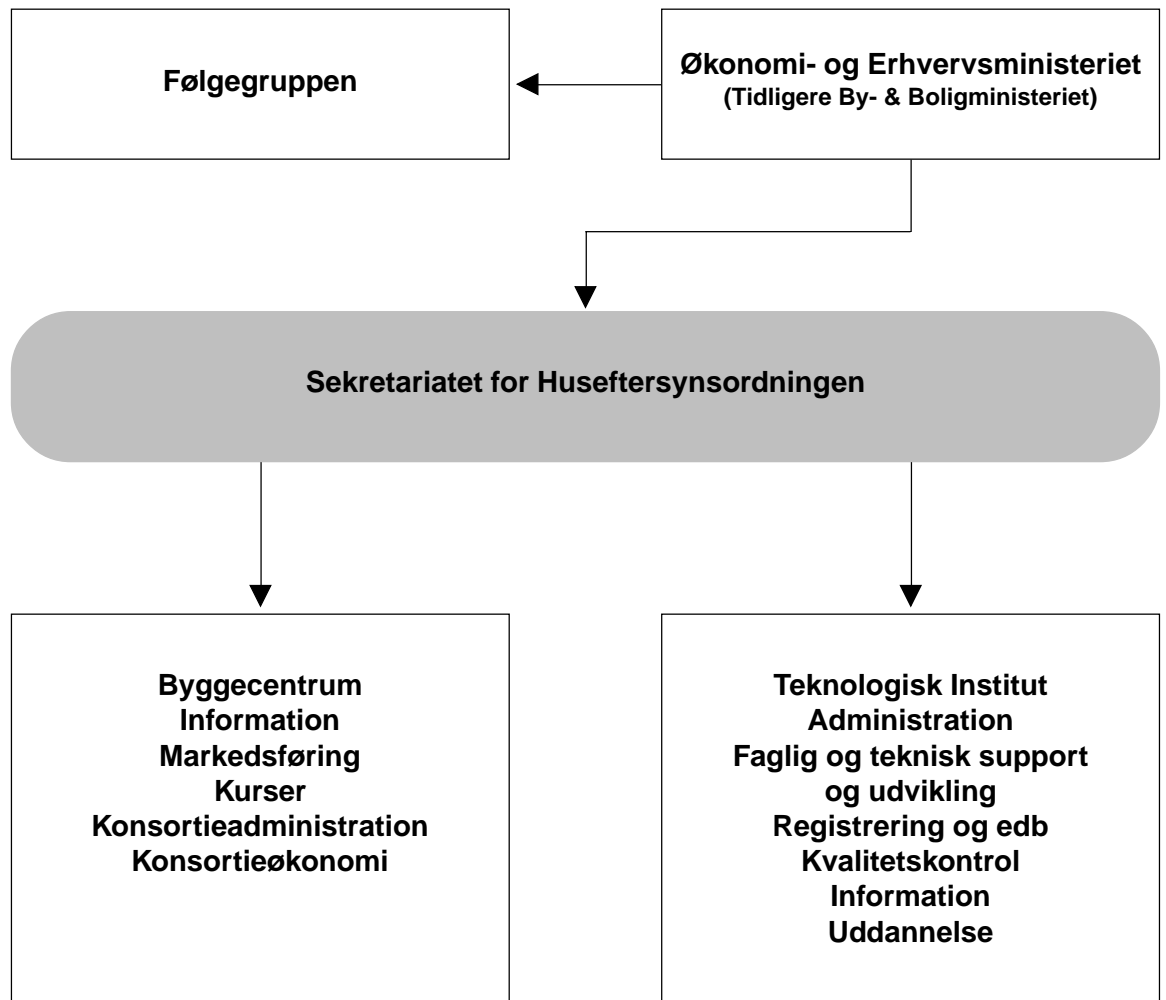 Følgegruppen
Økonomi- og Erhvervsministeriet
(Tidligere By- & Boligministeriet)
Sekretariatet for Huseftersynsordningen
Byggecentrum
Information
Markedsføring
Kurser
Konsortieadministration
Konsortieøkonomi
Teknologisk Institut
Administration
Faglig og teknisk support
og udvikling
Registrering og edb
Kvalitetskontrol
Information
Uddannelse